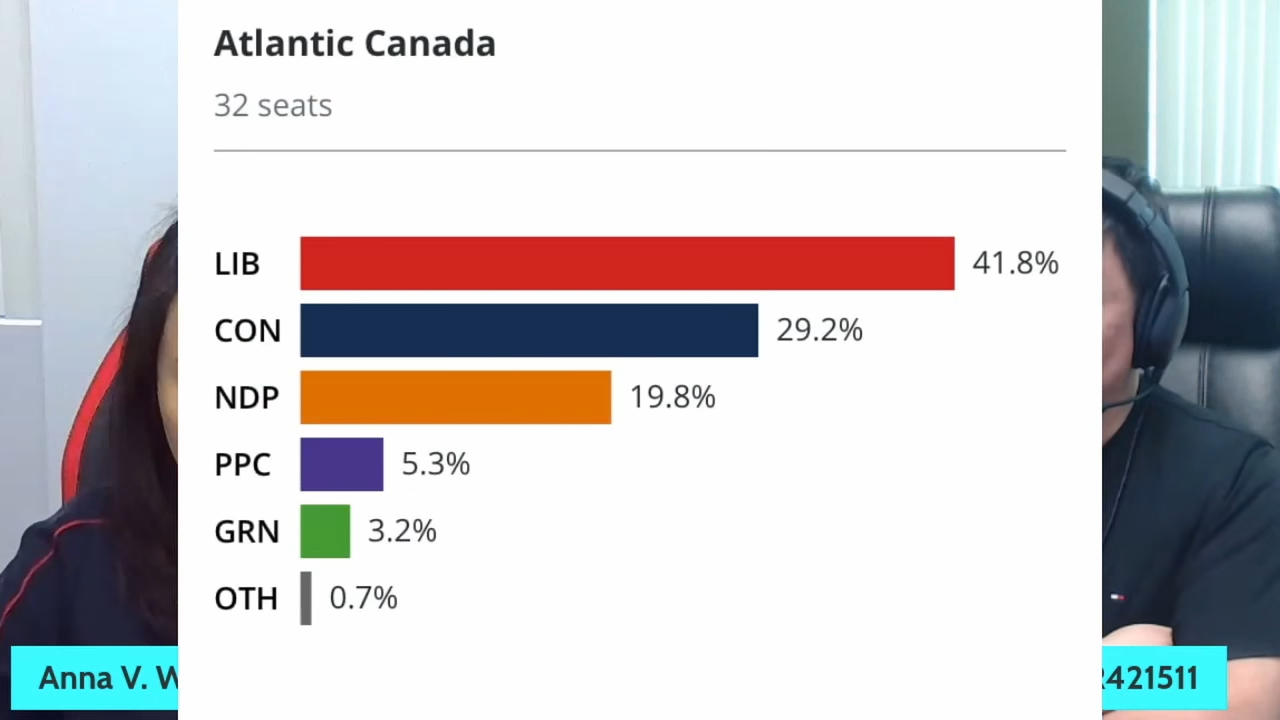 Atlantic Canada
32 seats
LIB 41.8%
CON 29.2%
NDP 19.8%
PPC 5.3%
GRN 3.2%
OTH 0.7%
Anna V. W
421511